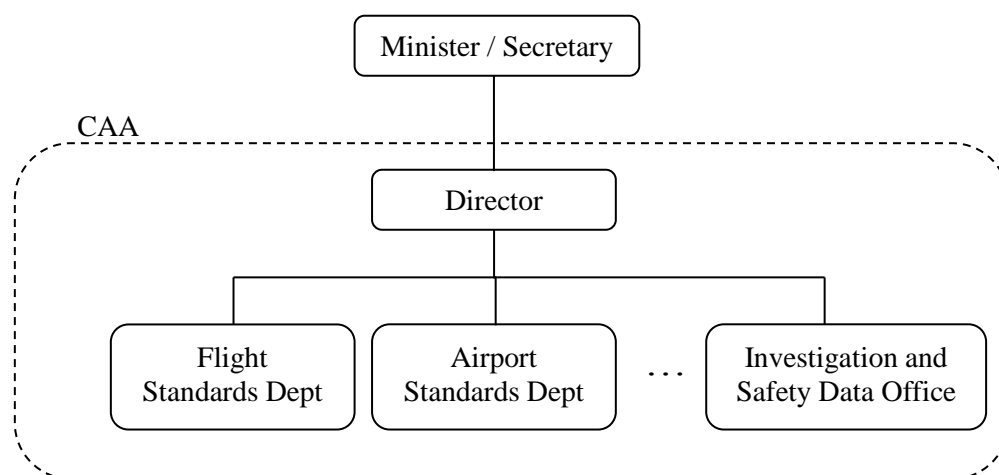 Minister / Secretary
CAA
Director
Flight
Standards Dept
Airport
Standards Dept
...
Investigation and
Safety Data Office